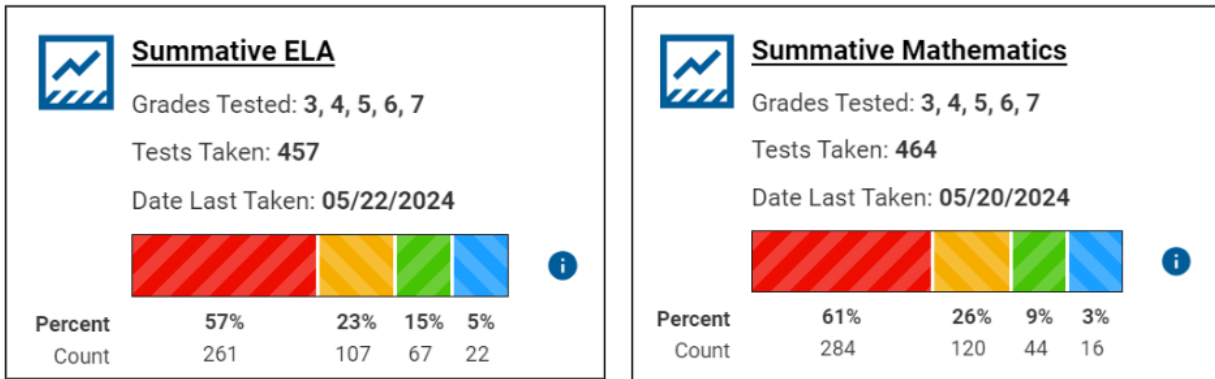 Summative ELA
Grades Tested: 3, 4, 5, 6, 7
Tests Taken: 457
Date Last Taken: 05/22/2024
i
Percent 57% 23% 15% 5%
Count 261 107 67 22
Summative Mathematics
Grades Tested: 3, 4, 5, 6, 7
Tests Taken: 464
Date Last Taken: 05/20/2024
i
Percent 61% 26% 9% 3%
Count 284 120 44 16